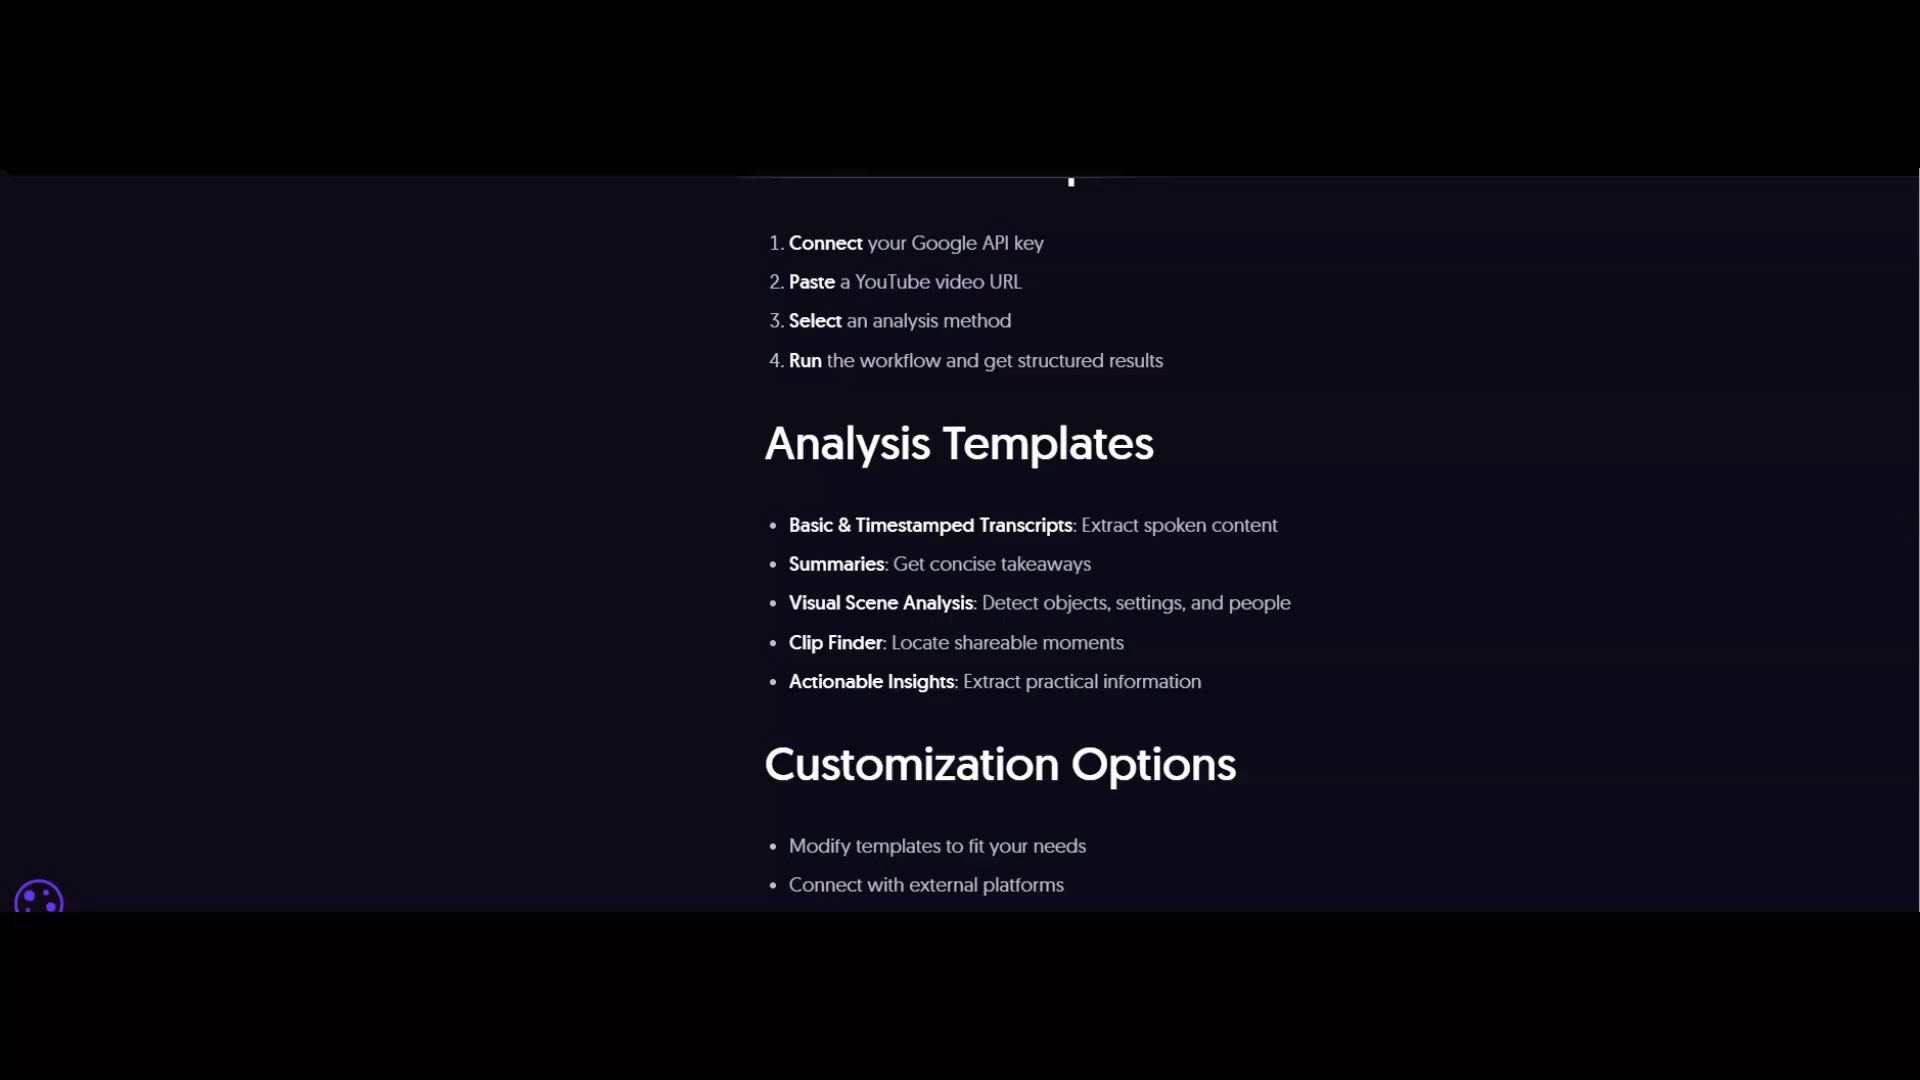 1. Connect your Google API key
2. Paste a YouTube video URL
3. Select an analysis method
4. Run the workflow and get structured results
Analysis Templates
• Basic & Timestamped Transcripts: Extract spoken content
• Summaries: Get concise takeaways
• Visual Scene Analysis: Detect objects, settings, and people
• Clip Finder: Locate shareable moments
• Actionable Insights: Extract practical information
Customization Options
• Modify templates to fit your needs
• Connect with external platforms